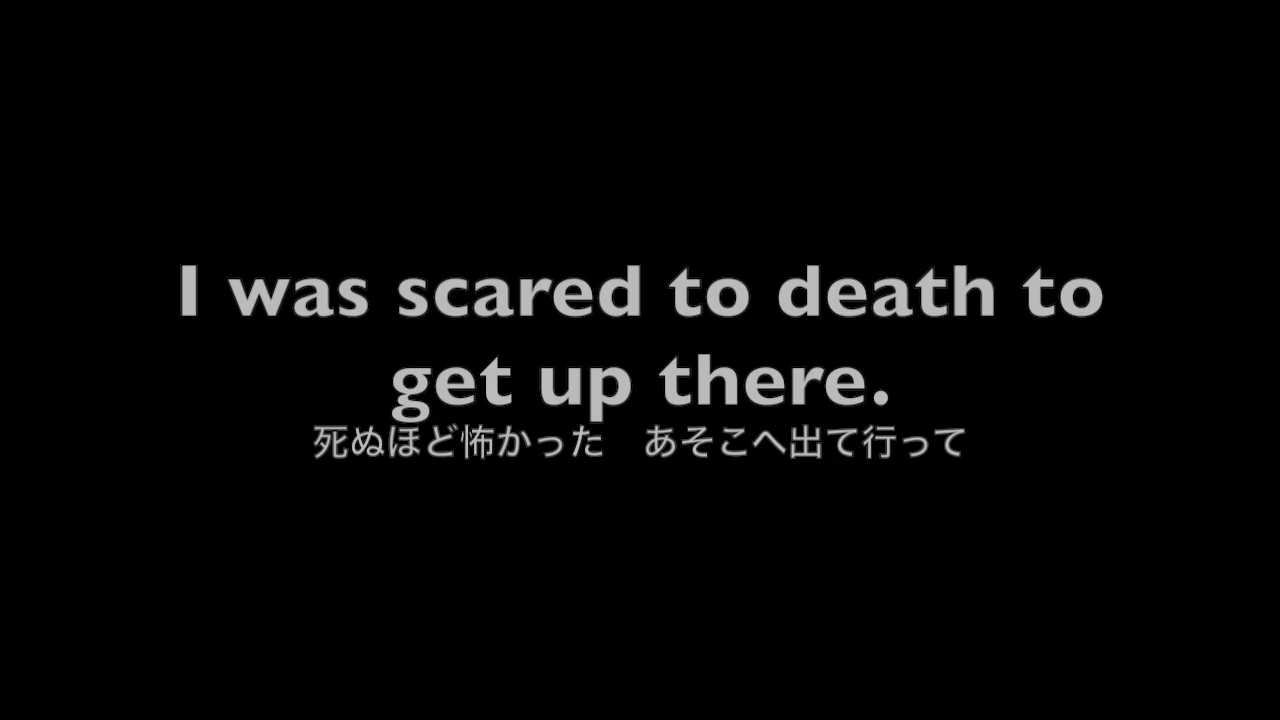 I was scared to death to
get up there.
死ぬほど怖かった　あそこへ出て行って